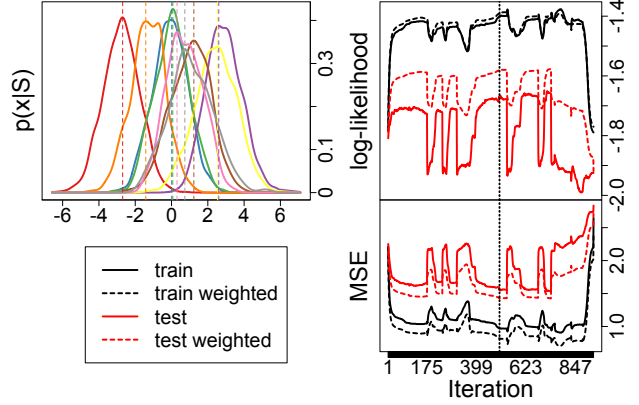 p(x|S)
0 0.1 0.3
-6 -4 -2 0 2 4 6
train
train weighted
test
test weighted
log-likelihood
-1.4
-1.6
-1.8
-2.0
MSE
2.0
1.0
1 175 399 623 847
Iteration